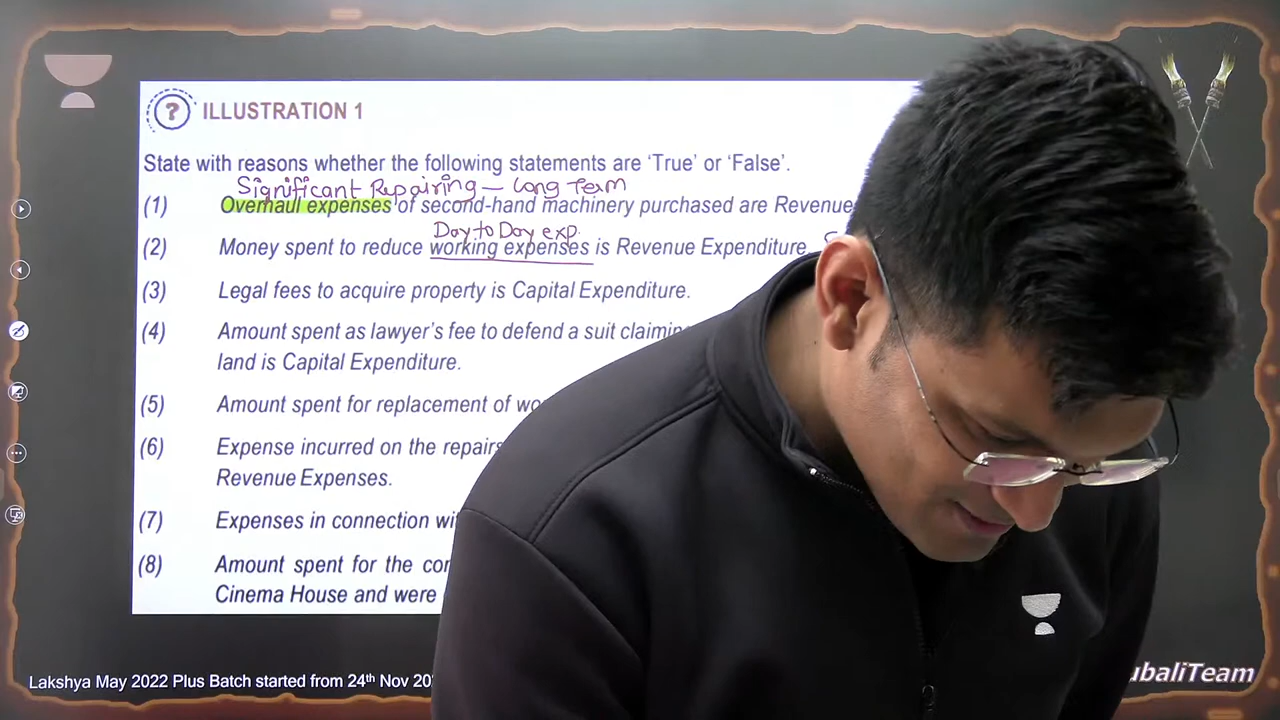 ?
ILLUSTRATION 1
State with reasons whether the following statements are ‘True’ or ‘False’.
Significant Repairing – Long Term
(1) Overhaul expenses of second-hand machinery purchased are Revenue
Day to Day exp.
(2) Money spent to reduce working expenses is Revenue Expenditure.
(3) Legal fees to acquire property is Capital Expenditure.
(4) Amount spent as lawyer’s fee to defend a suit
land is Capital Expenditure.
(5) Amount spent for replacement of
(6) Expense incurred on the repairs
Revenue Expenses.
(7) Expenses in connection
(8) Amount spent for the
Cinema House and were
Lakshya May 2022 Plus Batch started from 24th Nov
ubaliTeam